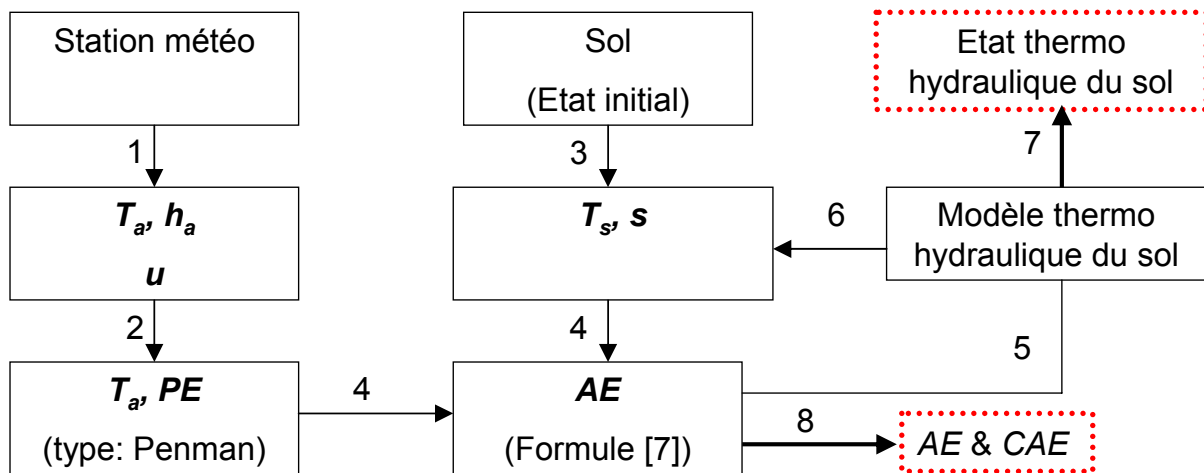 Station météo
Sol
(Etat initial)
Etat thermo
hydraulique du sol
1
3
7
Tₐ, hₐ
u
Tₛ, s
6
Modèle thermo
hydraulique du sol
2
4
5
Tₐ, PE
(type: Penman)
4
AE
(Formule [7])
8
AE & CAE